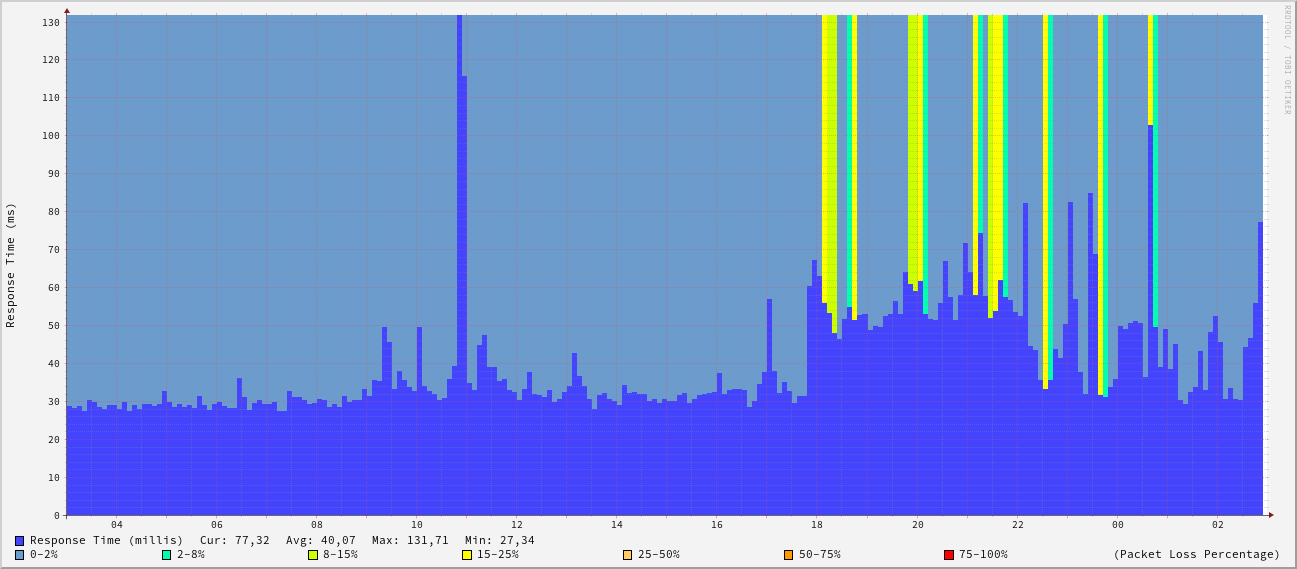 RRDTOOL / TOBI OETIKER
Response Time (ms)
130
120
110
100
90
80
70
60
50
40
30
20
10
0
04 06 08 10 12 14 16 18 20 22 00 02
Response Time (millis) Cur: 77,32 Avg: 40,07 Max: 131,71 Min: 27,34
0-2% 2-8% 8-15% 15-25% 25-50% 50-75% 75-100% (Packet Loss Percentage)